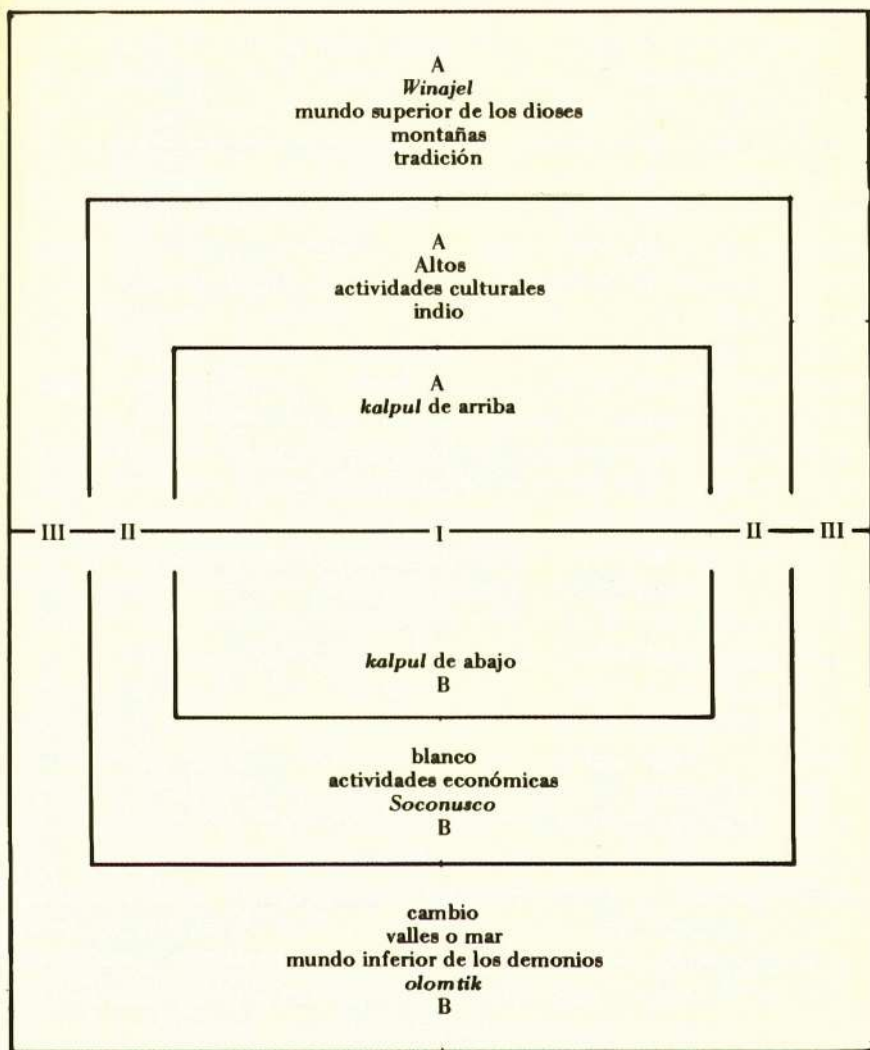 A
Winajel
mundo superior de los dioses
montañas
tradición
A
Altos
actividades culturales
indio
A
kalpul de arriba
III II I II III
kalpul de abajo
B
blanco
actividades económicas
Soconusco
B
cambio
valles o mar
mundo inferior de los demonios
olomtik
B